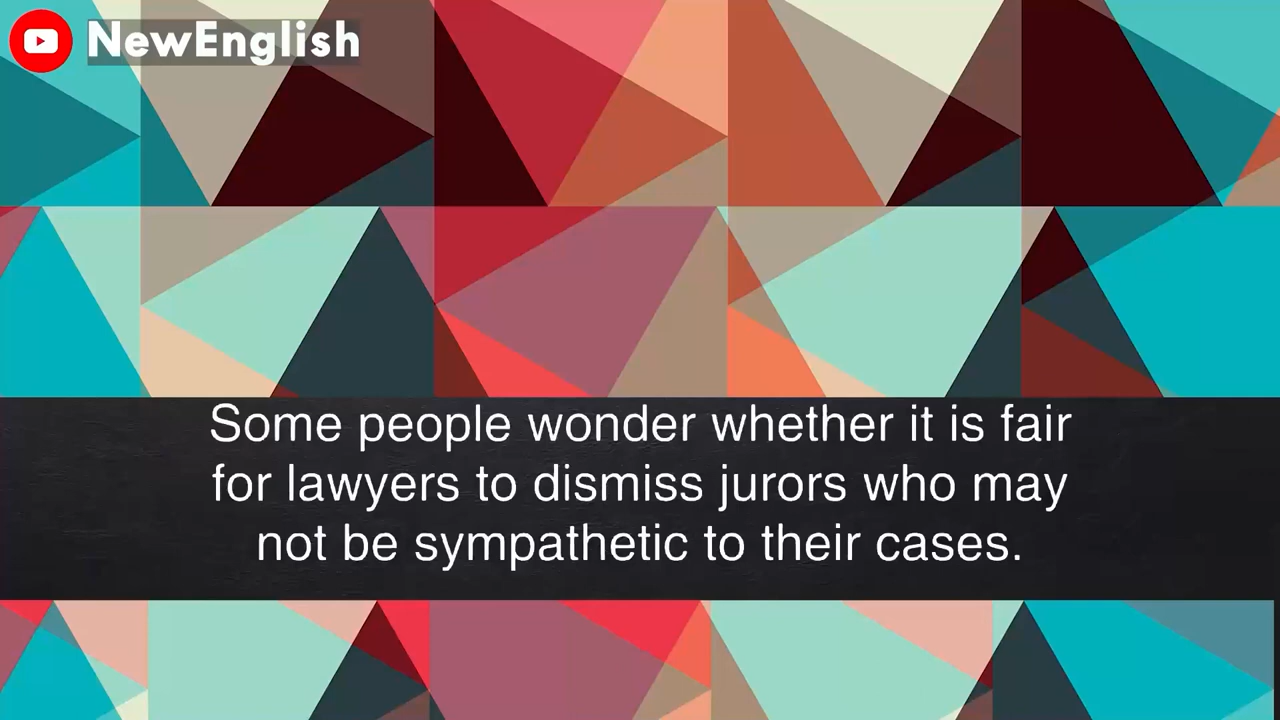 NewEnglish
Some people wonder whether it is fair
for lawyers to dismiss jurors who may
not be sympathetic to their cases.